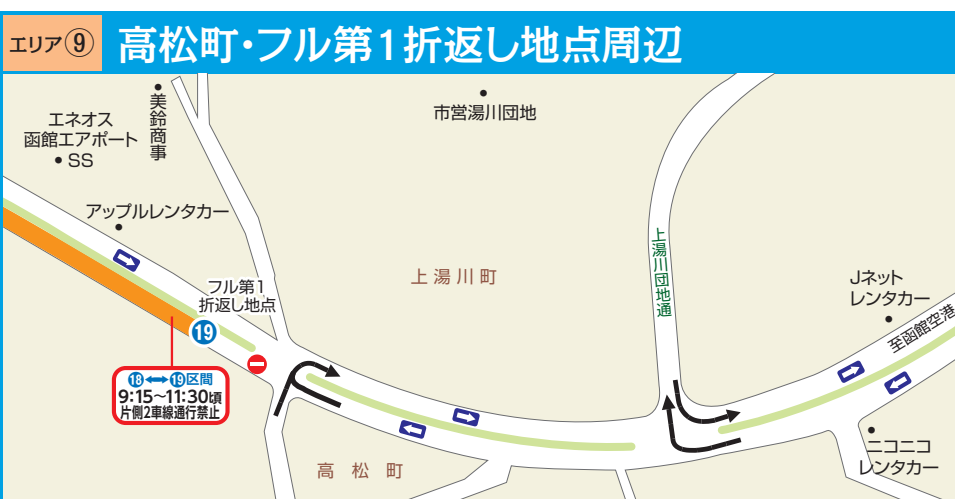 エリア⑨
高松町・フル第1折返し地点周辺
美鈴商事
市営湯川団地
エネオス
函館エアポート
SS
アップルレンタカー
フル第1
折返し地点
⑲
上湯川町
上湯川団地通
Jネット
レンタカー
至函館空港
⑱⟷⑲区間
9:15~11:30頃
片側2車線通行禁止
高松町
ニコニコ
レンタカー